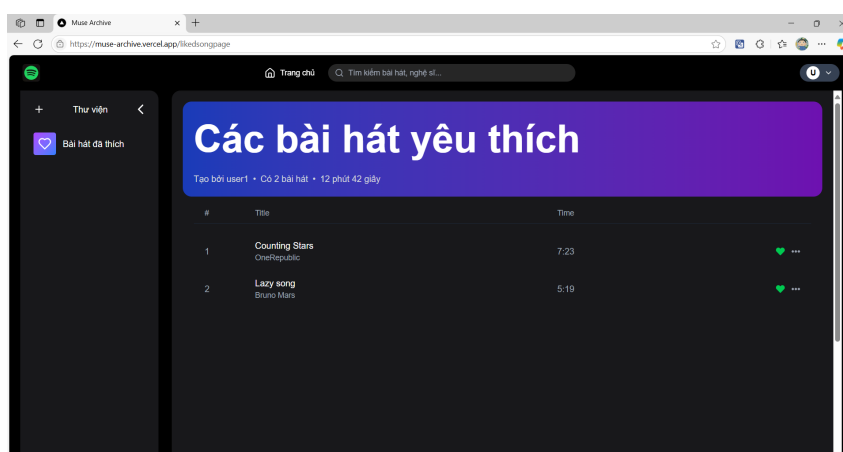 Muse Archive
https://muse-archive.vercel.app/likedsongpage
Trang chủ
Tìm kiếm bài hát, nghệ sĩ...
U
Thư viện
Bài hát đã thích
Các bài hát yêu thích
Tạo bởi user1 • Có 2 bài hát • 12 phút 42 giây
# Title Time
1 Counting Stars 7:23
OneRepublic
2 Lazy song 5:19
Bruno Mars